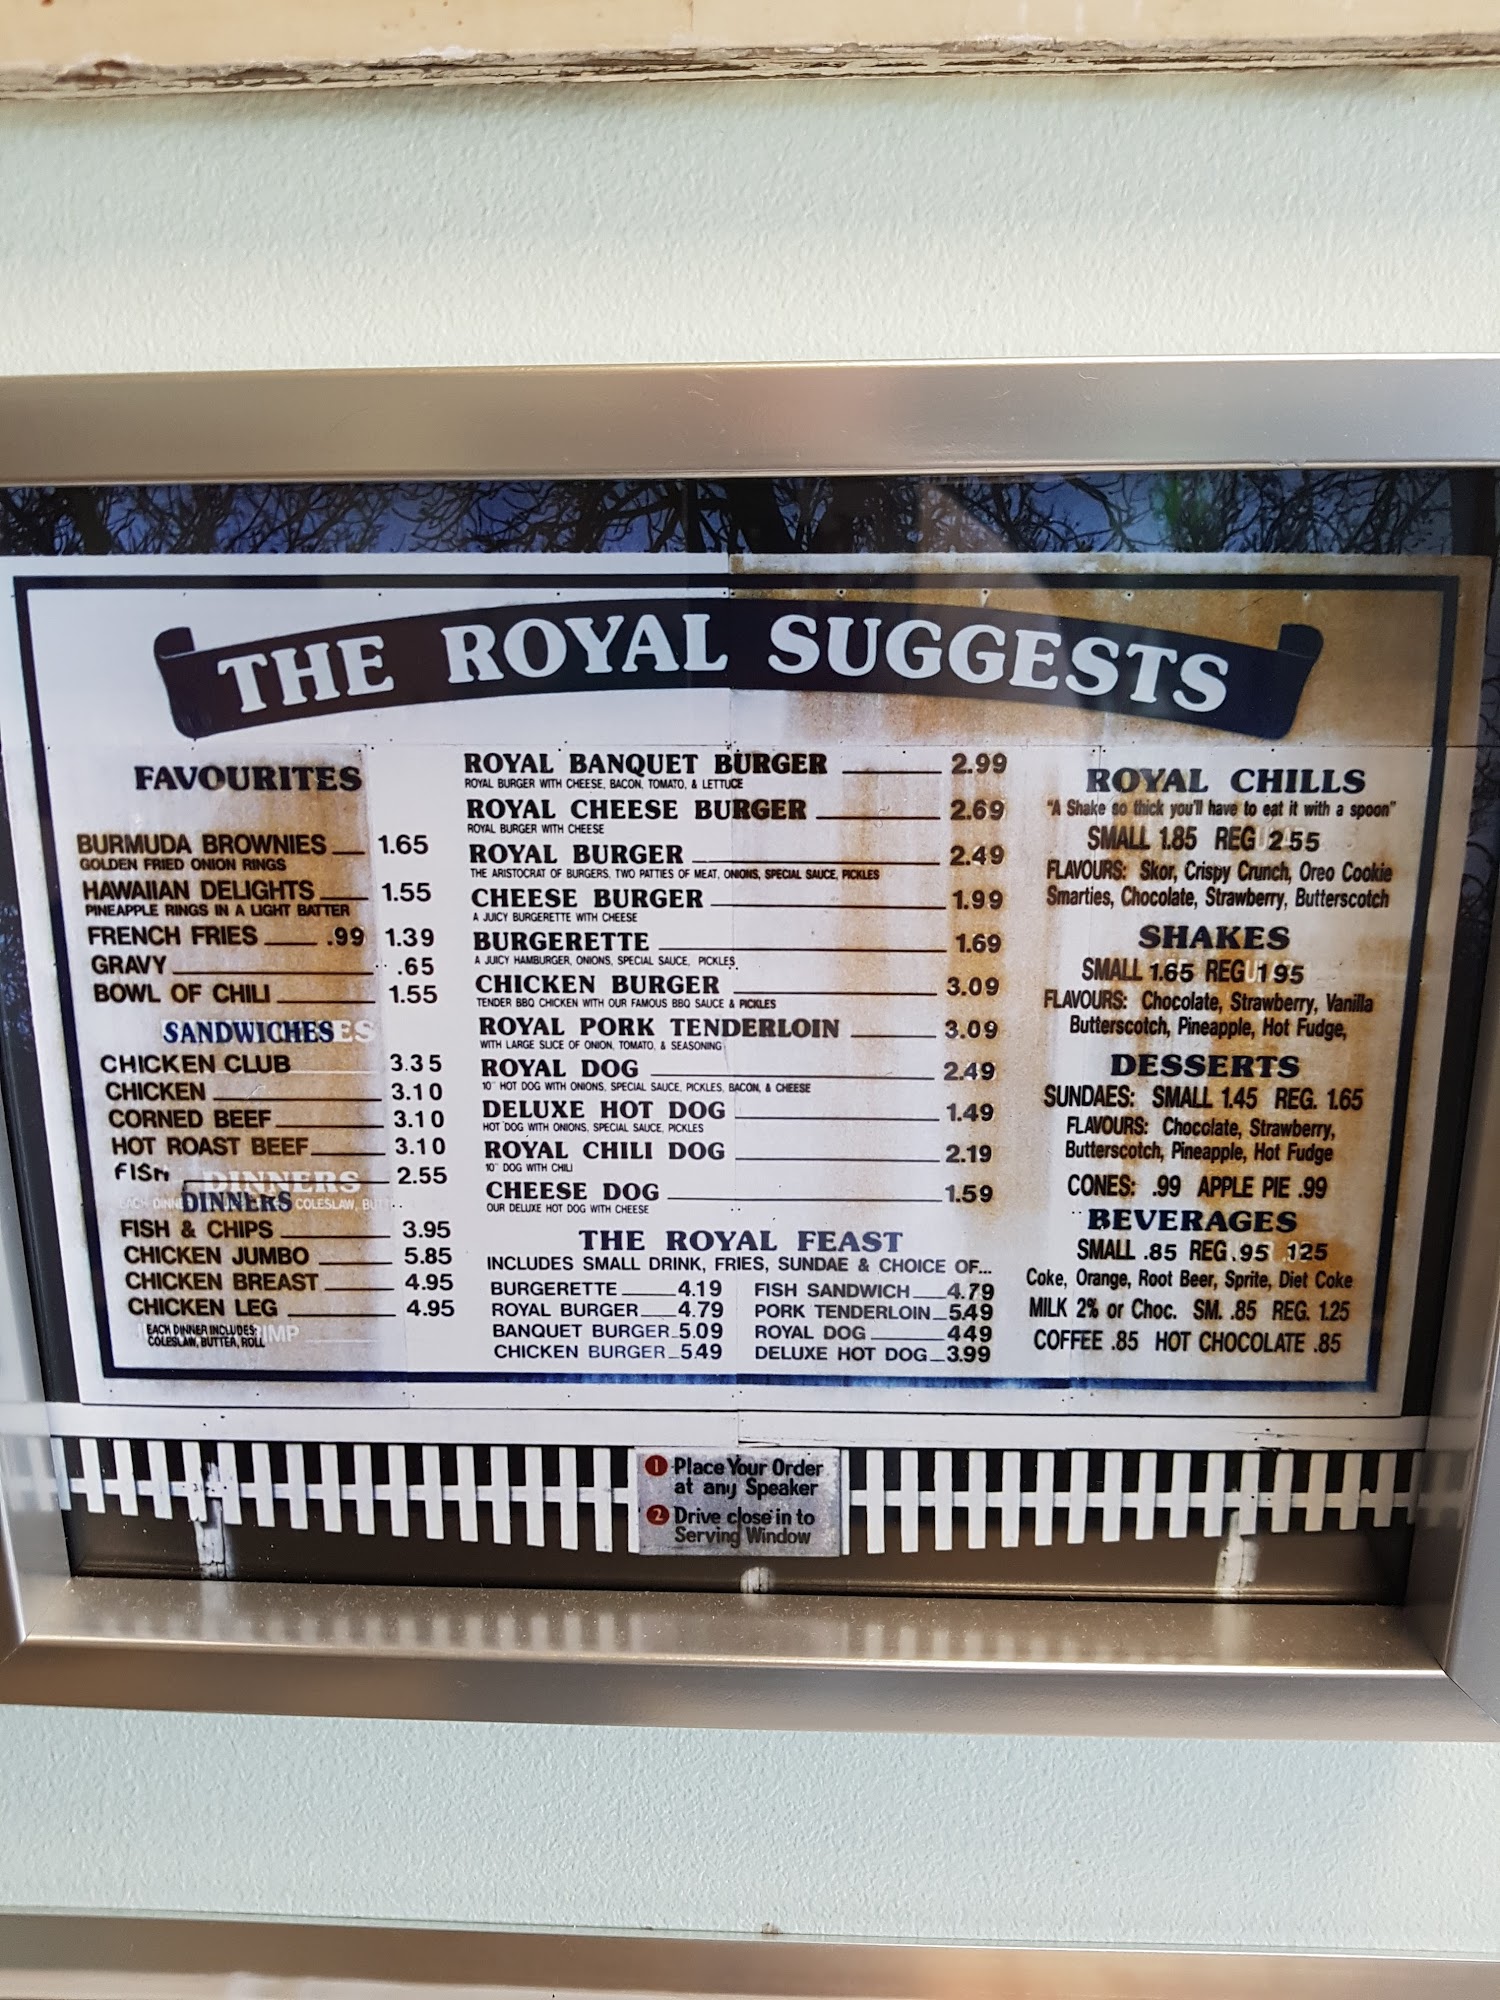 THE ROYAL SUGGESTS
FAVOURITES
BURMUDA BROWNIES 1.65
GOLDEN FRIED ONION RINGS
HAWAIIAN DELIGHTS 1.55
PINEAPPLE RINGS IN A LIGHT BATTER
FRENCH FRIES .99 1.39
GRAVY .65
BOWL OF CHILI 1.55
SANDWICHES
CHICKEN CLUB 3.35
CHICKEN 3.10
CORNED BEEF 3.10
HOT ROAST BEEF 3.10
FISH 2.55
DINNERS
DINNERS
COLESLAW,
FISH & CHIPS 3.95
CHICKEN JUMBO 5.85
CHICKEN BREAST 4.95
CHICKEN LEG 4.95
EACH DINNER INCLUDES:
COLESLAW, BUTTER, ROLL
ROYAL BANQUET BURGER 2.99
ROYAL BURGER WITH CHEESE, BACON, TOMATO, & LETTUCE
ROYAL CHEESE BURGER 2.69
ROYAL BURGER WITH CHEESE
ROYAL BURGER 2.49
THE ARISTOCRAT OF BURGERS, TWO PATTIES OF MEAT, ONIONS, SPECIAL SAUCE, PICKLES
CHEESE BURGER 1.99
A JUICY BURGERETTE WITH CHEESE
BURGERETTE 1.69
A JUICY HAMBURGER, ONIONS, SPECIAL SAUCE, PICKLES
CHICKEN BURGER 3.09
TENDER BBQ CHICKEN WITH OUR FAMOUS BBQ SAUCE & PICKLES
ROYAL PORK TENDERLOIN 3.09
WITH LARGE SLICE OF ONION, TOMATO, & SEASONING
ROYAL DOG 2.49
10" HOT DOG WITH ONIONS, SPECIAL SAUCE, PICKLES, BACON, & CHEESE
DELUXE HOT DOG 1.49
HOT DOG WITH ONIONS, SPECIAL SAUCE, PICKLES
ROYAL CHILI DOG 2.19
10" DOG WITH CHILI
CHEESE DOG 1.59
OUR DELUXE HOT DOG WITH CHEESE
THE ROYAL FEAST
INCLUDES SMALL DRINK, FRIES, SUNDAE & CHOICE OF...
BURGERETTE 4.19 FISH SANDWICH 4.79
ROYAL BURGER 4.79 PORK TENDERLOIN 5.49
BANQUET BURGER 5.09 ROYAL DOG 4.49
CHICKEN BURGER 5.49 DELUXE HOT DOG 3.99
ROYAL CHILLS
"A Shake so thick you'll have to eat it with a spoon"
SMALL 1.85 REG 2.55
FLAVOURS: Skor, Crispy Crunch, Oreo Cookie
Smarties, Chocolate, Strawberry, Butterscotch
SHAKES
SMALL 1.65 REG 1.95
FLAVOURS: Chocolate, Strawberry, Vanilla
Butterscotch, Pineapple, Hot Fudge,
DESSERTS
SUNDAES: SMALL 1.45 REG. 1.65
FLAVOURS: Chocolate, Strawberry,
Butterscotch, Pineapple, Hot Fudge
CONES: .99 APPLE PIE .99
BEVERAGES
SMALL .85 REG .95 1.25
Coke, Orange, Root Beer, Sprite, Diet Coke
MILK 2% or Choc. SM. .85 REG. 1.25
COFFEE .85 HOT CHOCOLATE .85
1 Place Your Order
at any Speaker
2 Drive close in to
Serving Window